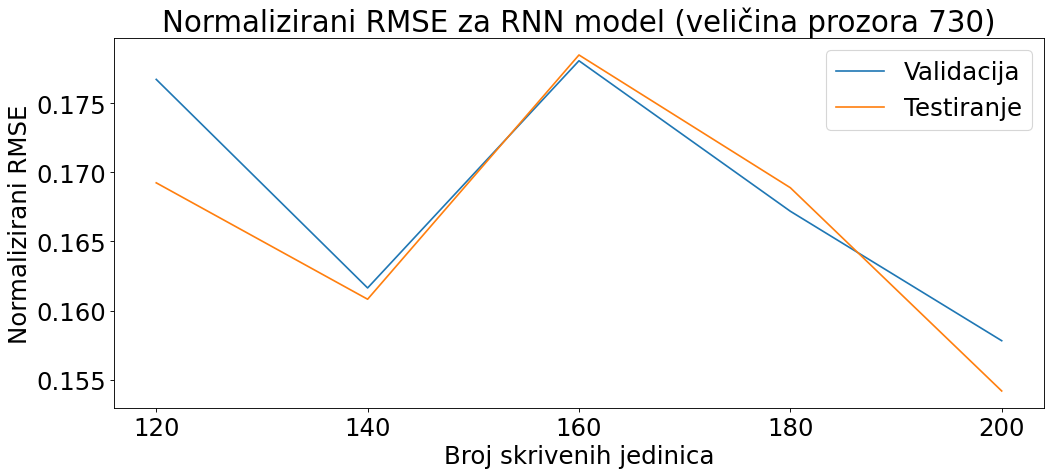 Normalizirani RMSE za RNN model (veličina prozora 730)
Validacija
Testiranje
Normalizirani RMSE
0.175
0.170
0.165
0.160
0.155
120 140 160 180 200
Broj skrivenih jedinica